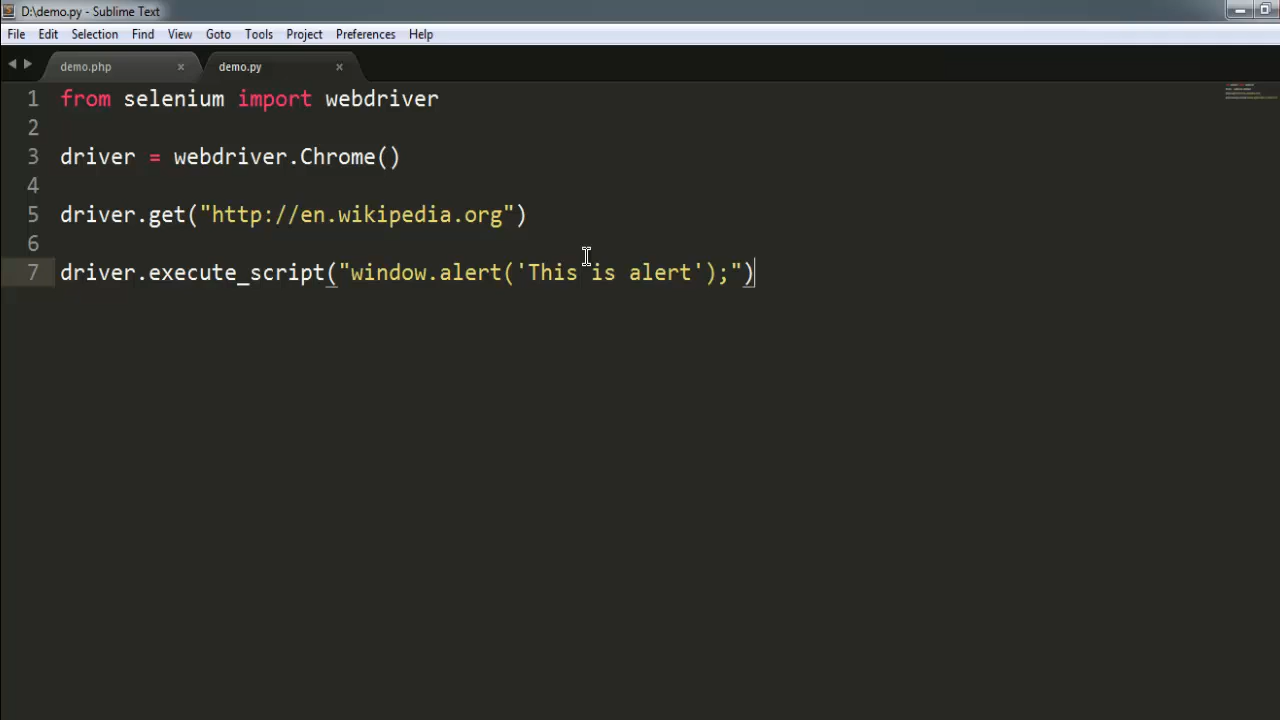 D:\demo.py - Sublime Text
File Edit Selection Find View Goto Tools Project Preferences Help
demo.php × demo.py ×
1 from selenium import webdriver
2
3 driver = webdriver.Chrome()
4
5 driver.get("http://en.wikipedia.org")
6
7 driver.execute_script("window.alert('This is alert');")